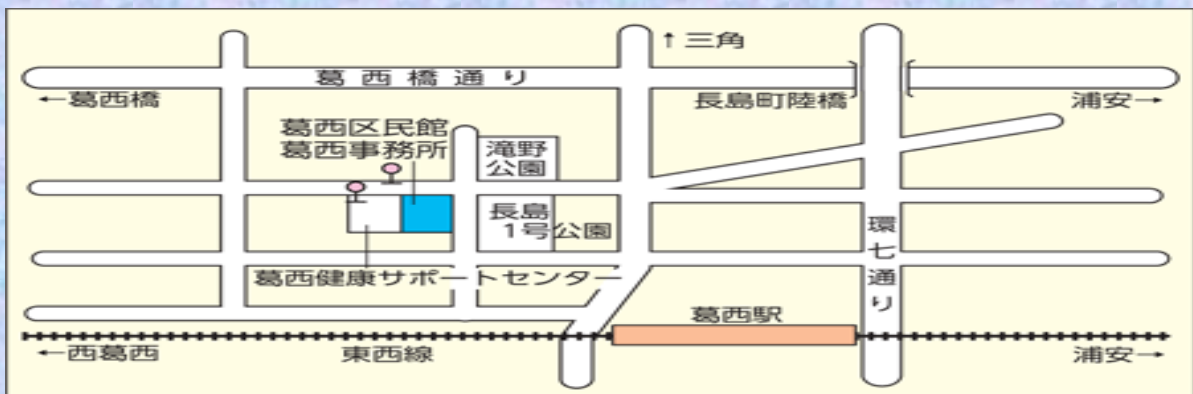 ↑三角
葛西橋通り
←葛西橋
長島町陸橋
浦安→
葛西区民館
葛西事務所
滝野
公園
長島
1号公園
環七通り
葛西健康サポートセンター
葛西駅
←西葛西
東西線
浦安→